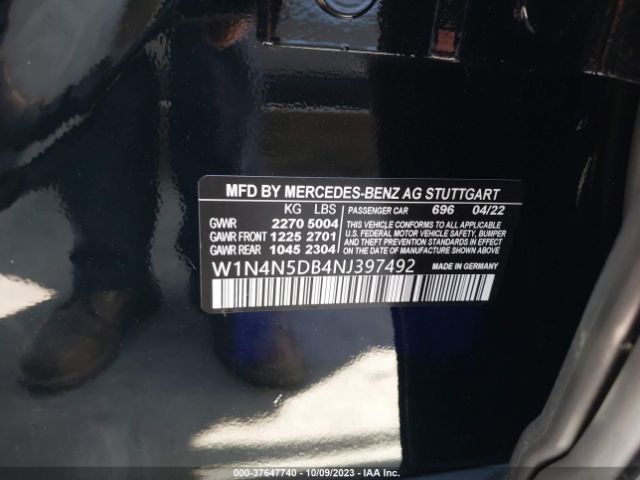 MFD BY MERCEDES-BENZ AG STUTTGART
KG LBS PASSENGER CAR 696 04/22
GVWR 2270 5004
GAWR FRONT 1225 2701
GAWR REAR 1045 2304
THIS VEHICLE CONFORMS TO ALL APPLICABLE
U.S. FEDERAL MOTOR VEHICLE SAFETY, BUMPER
AND THEFT PREVENTION STANDARDS IN EFFECT
ON THE DATE OF MANUFACTURE SHOWN ABOVE.
W1N4N5DB4NJ397492 MADE IN GERMANY
000-37647740 | 10/09/2023 | IAA Inc.